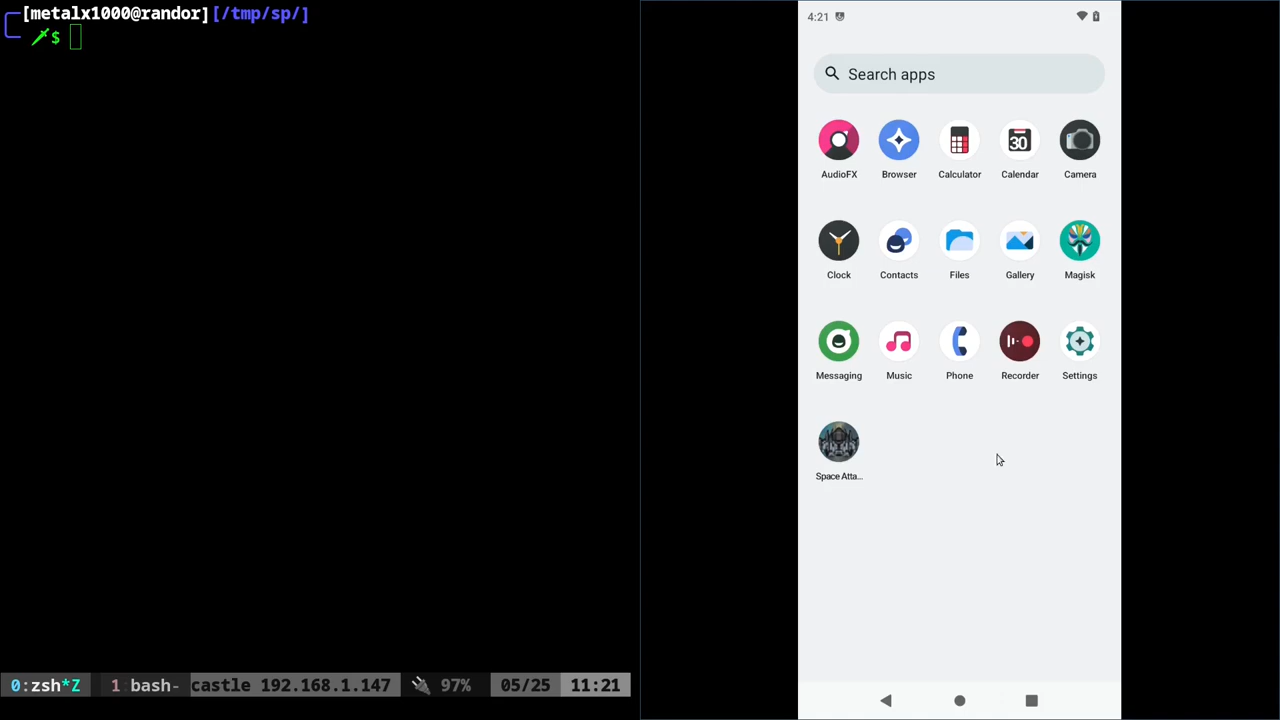 [metalx1000@randor][/tmp/sp/]
$
0:zsh*Z 1 bash- castle 192.168.1.147 97% 05/25 11:21
4:21
Search apps
AudioFX Browser Calculator Calendar Camera
30
Clock Contacts Files Gallery Magisk
Messaging Music Phone Recorder Settings
Space Atta...